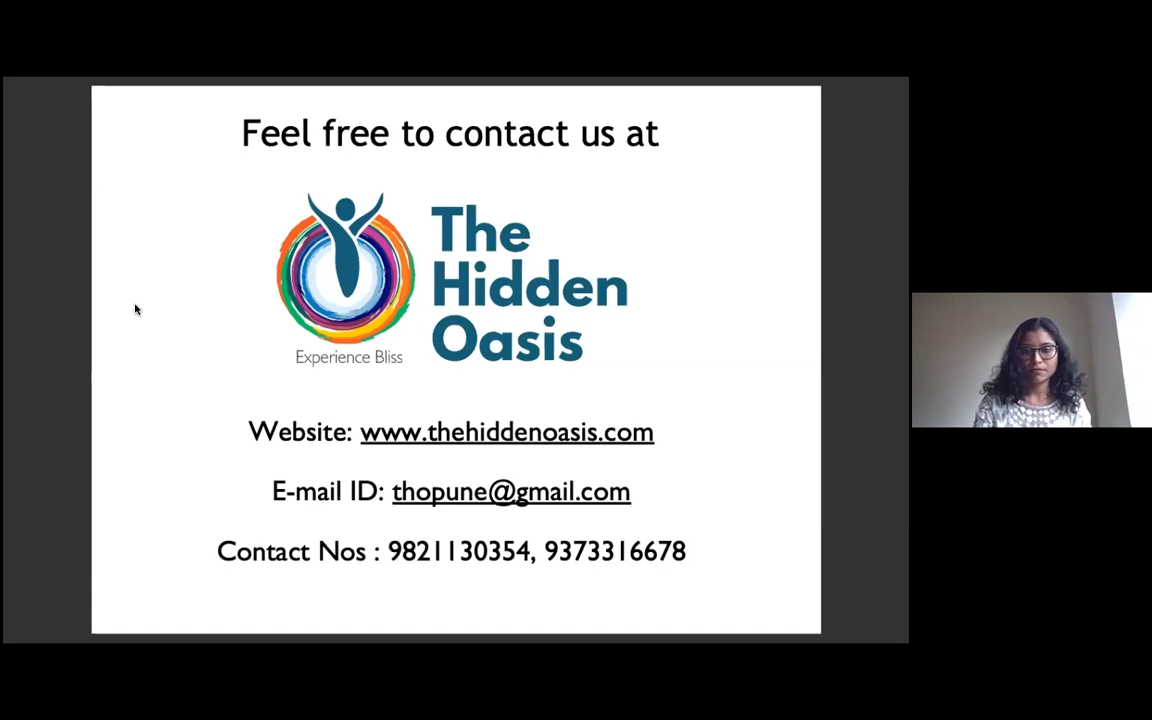 Feel free to contact us at
The
Hidden
Oasis
Experience Bliss
Website: www.thehiddenoasis.com
E-mail ID: thopune@gmail.com
Contact Nos : 9821130354, 9373316678